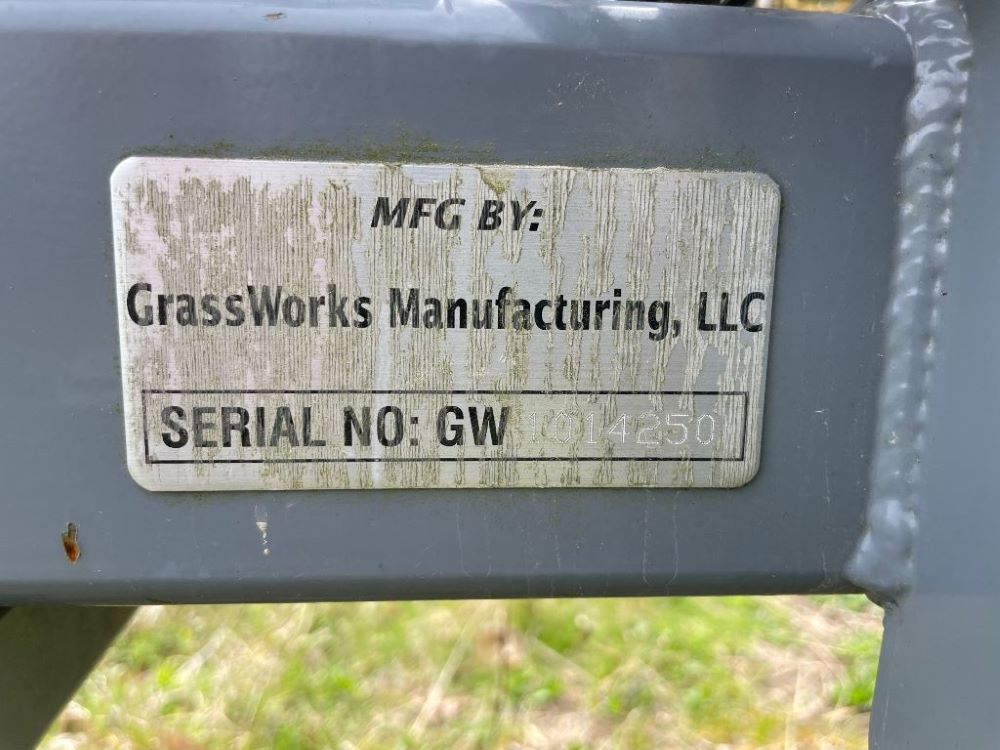 MFG BY:
GrassWorks Manufacturing, LLC
SERIAL NO: GW 1014250